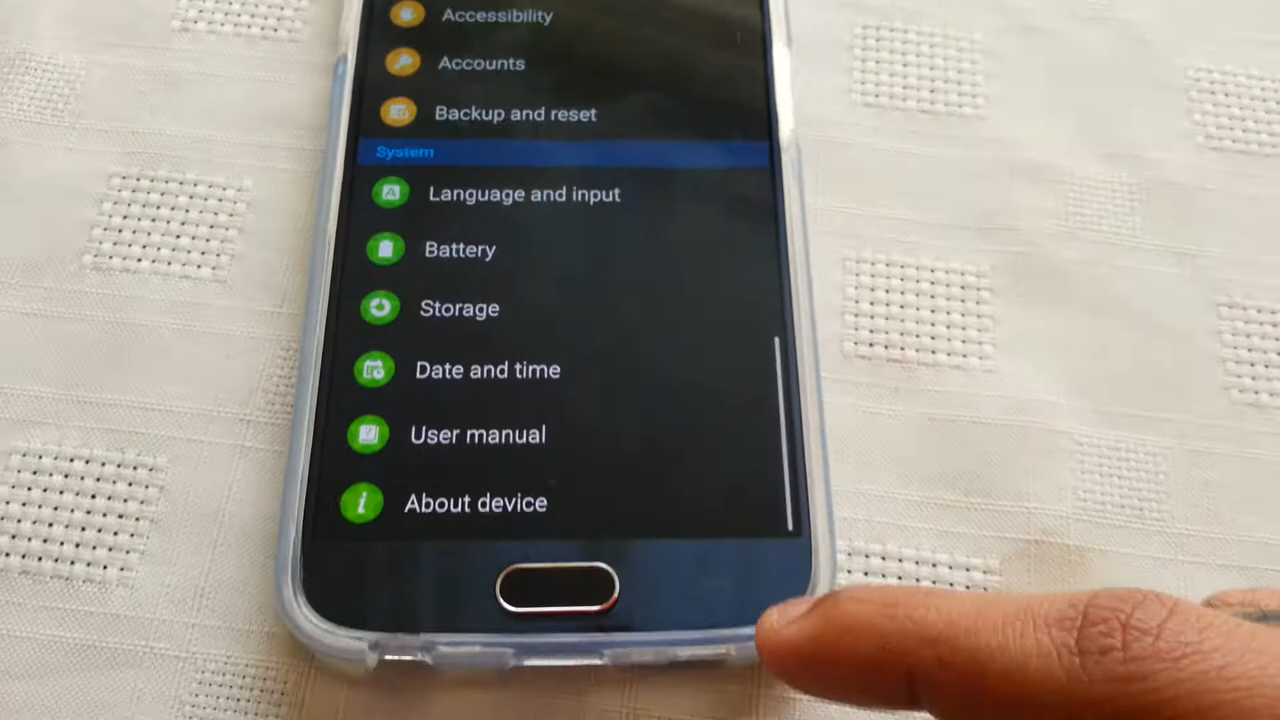 Accessibility
Accounts
Backup and reset
System
Language and input
Battery
Storage
Date and time
User manual
About device